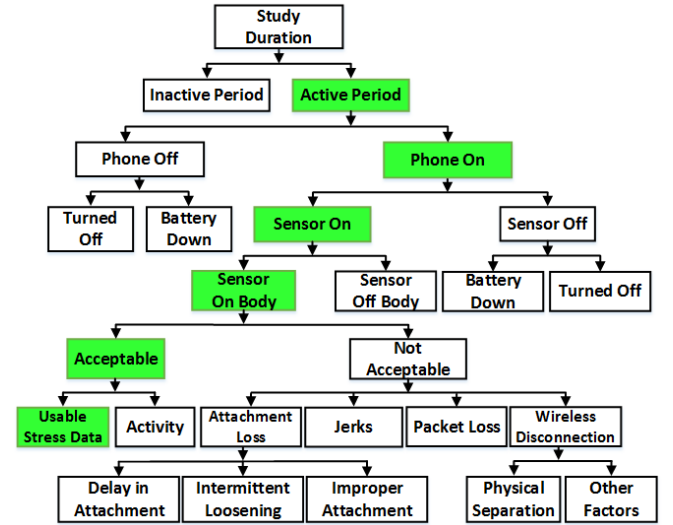 Study
Duration
Inactive Period
Active Period
Phone Off
Phone On
Turned
Off
Battery
Down
Sensor On
Sensor Off
Sensor
On Body
Sensor
Off Body
Battery
Down
Turned Off
Acceptable
Not
Acceptable
Usable
Stress Data
Activity
Attachment
Loss
Jerks
Packet Loss
Wireless
Disconnection
Delay in
Attachment
Intermittent
Loosening
Improper
Attachment
Physical
Separation
Other
Factors